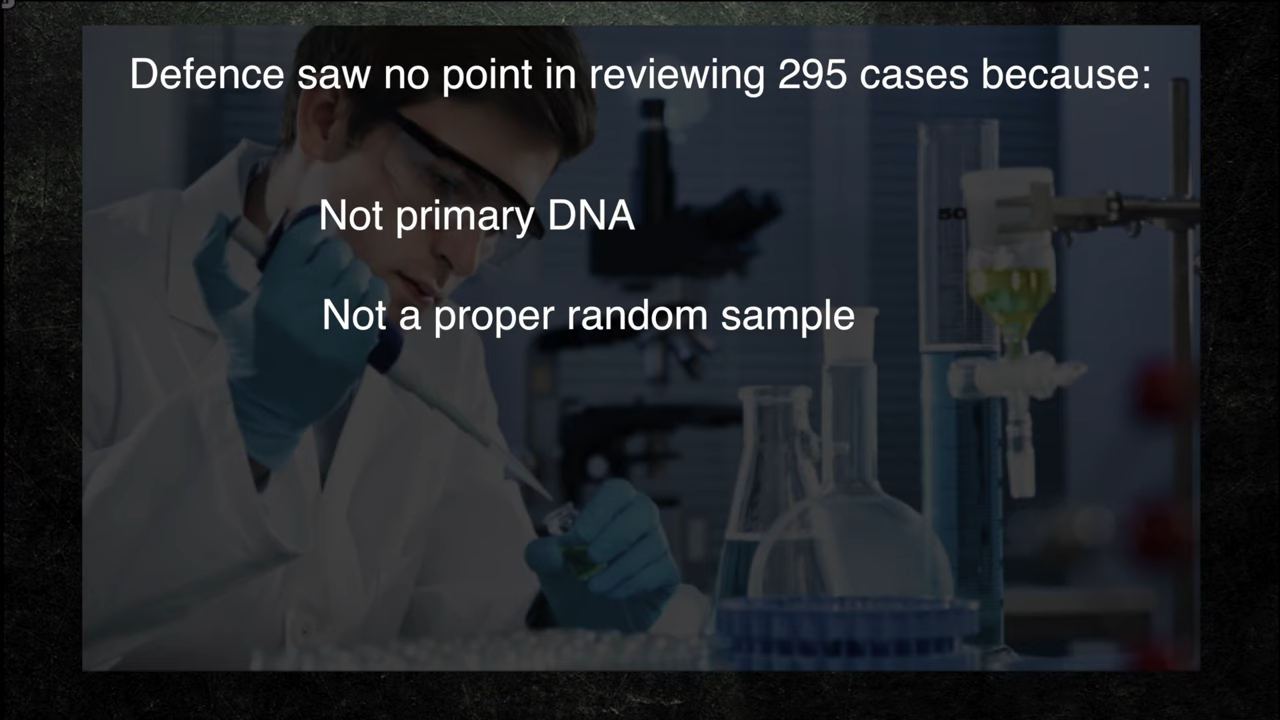 Defence saw no point in reviewing 295 cases because:
Not primary DNA
Not a proper random sample